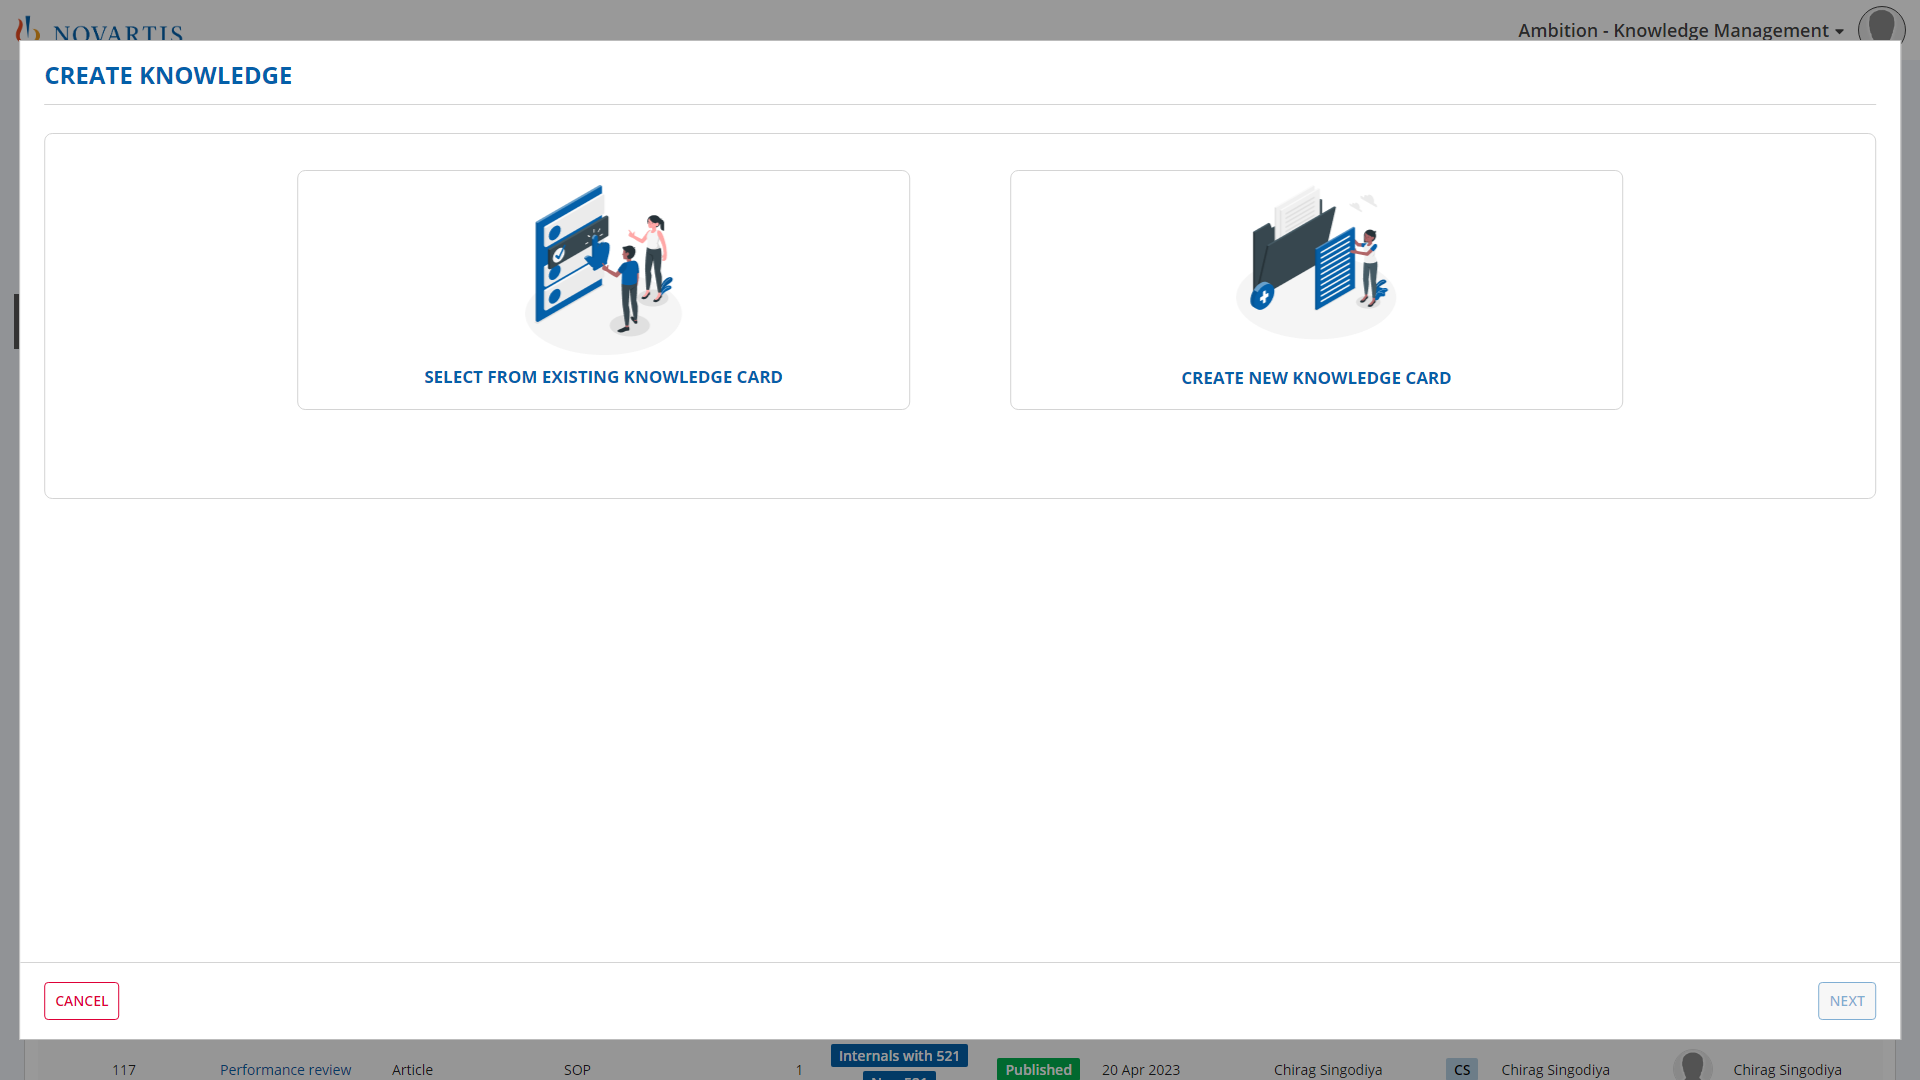 NOVARTIS
Ambition - Knowledge Management
CREATE KNOWLEDGE
SELECT FROM EXISTING KNOWLEDGE CARD
CREATE NEW KNOWLEDGE CARD
CANCEL
NEXT
Internals with 521
117 Performance review Article SOP 1 Published 20 Apr 2023 Chirag Singodiya CS Chirag Singodiya Chirag Singodiya